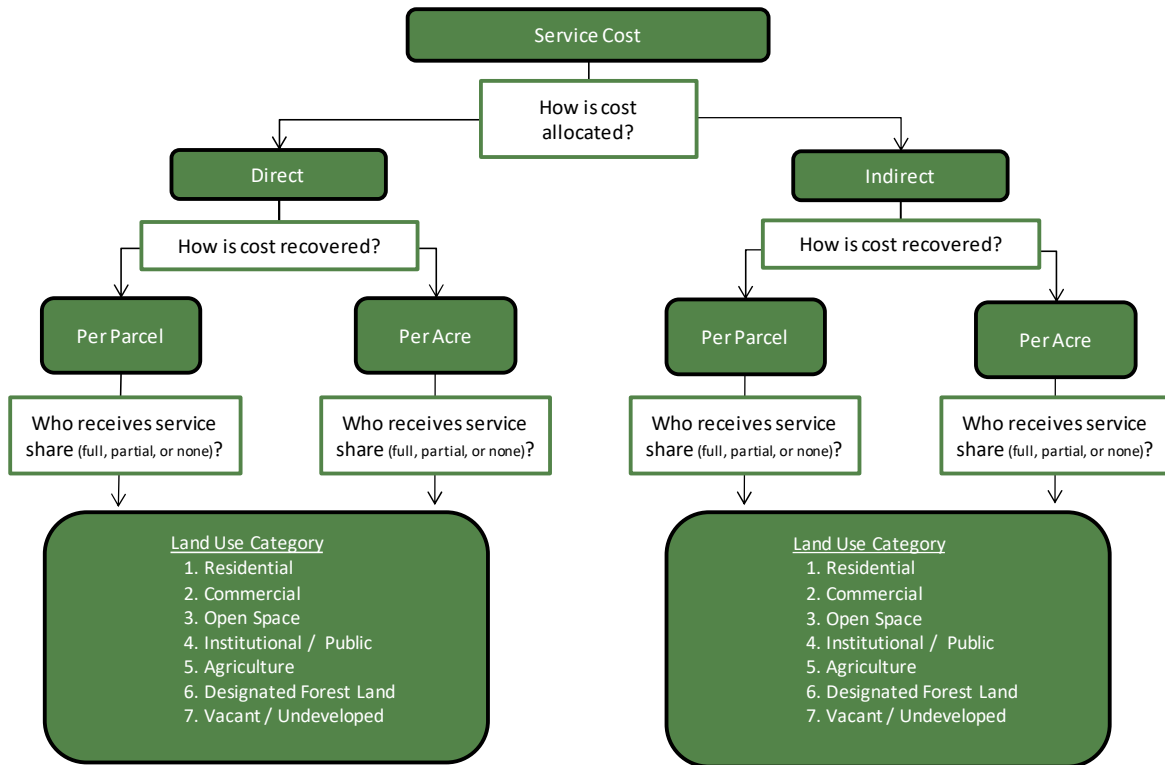 Service Cost
How is cost
allocated?
Direct
Indirect
How is cost recovered?
How is cost recovered?
Per Parcel
Per Acre
Per Parcel
Per Acre
Who receives service
share (full, partial, or none)?
Who receives service
share (full, partial, or none)?
Who receives service
share (full, partial, or none)?
Who receives service
share (full, partial, or none)?
Land Use Category
1. Residential
2. Commercial
3. Open Space
4. Institutional / Public
5. Agriculture
6. Designated Forest Land
7. Vacant / Undeveloped
Land Use Category
1. Residential
2. Commercial
3. Open Space
4. Institutional / Public
5. Agriculture
6. Designated Forest Land
7. Vacant / Undeveloped